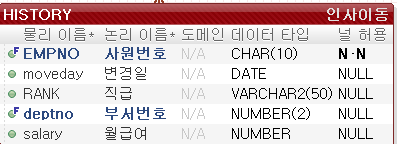 HISTORY 인사이동
물리 이름* 논리 이름* 도메인 데이터 타입 널 허용
F EMPNO 사원번호 N/A CHAR(10) N·N
moveday 변경일 N/A DATE NULL
RANK 직급 N/A VARCHAR2(50) NULL
F deptno 부서번호 N/A NUMBER(2) NULL
salary 월급여 N/A NUMBER NULL